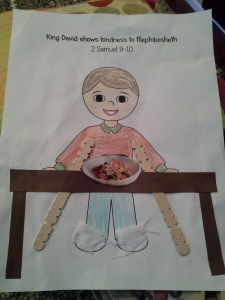 King David shows kindness to Mephibosheth
2 Samuel 9-10